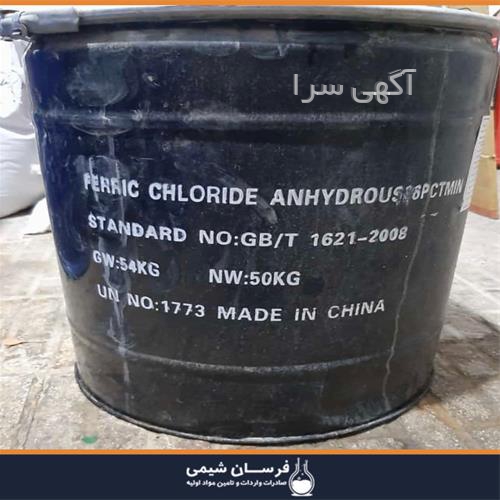 آگهی سرا
FERRIC CHLORIDE ANHYDROUS 96PCTMIN
STANDARD NO:GB/T 1621-2008
GW:54KG NW:50KG
UN NO:1773 MADE IN CHINA
فرسان شیمی
صادرات واردات و تامین مواد اولیه